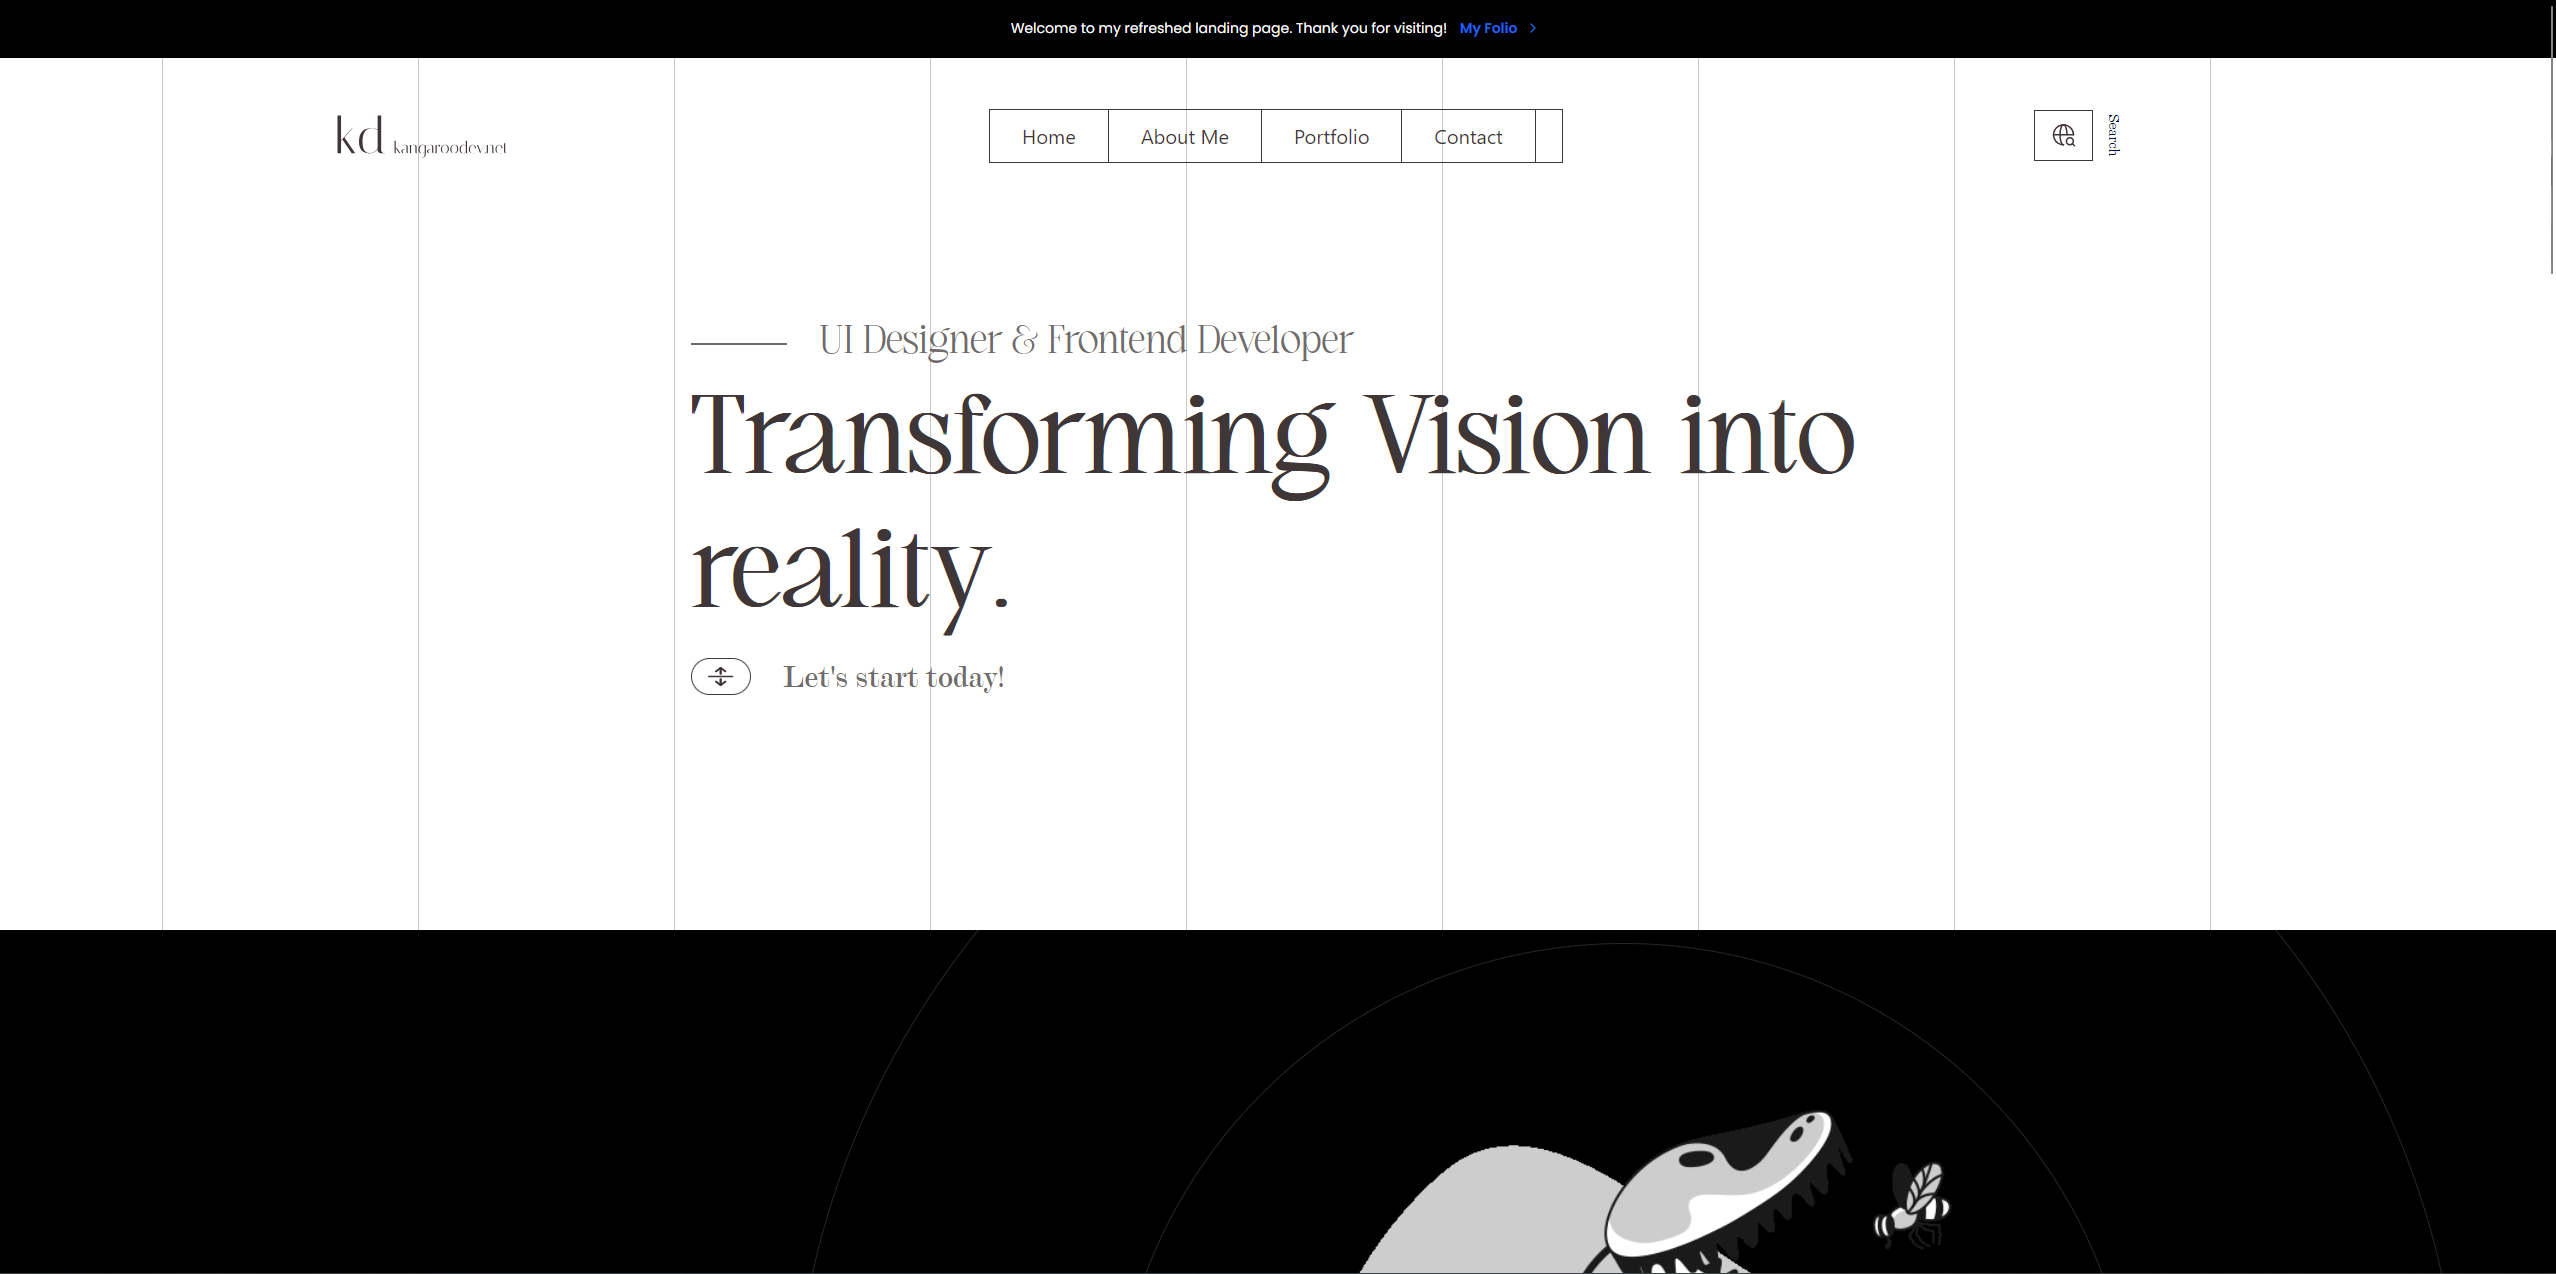 Welcome to my refreshed landing page. Thank you for visiting! My Folio
kd kangaroodev.net
Home About Me Portfolio Contact
Search
UI Designer & Frontend Developer
Transforming Vision into
reality.
Let's start today!